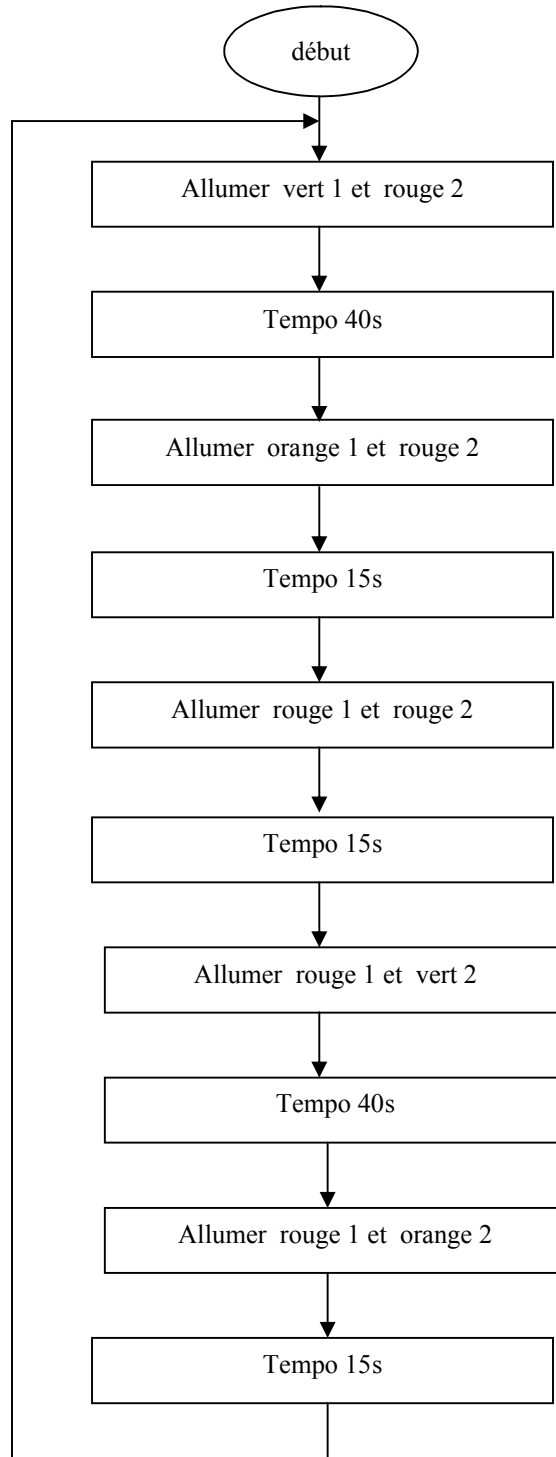 début
Allumer vert 1 et rouge 2
Tempo 40s
Allumer orange 1 et rouge 2
Tempo 15s
Allumer rouge 1 et rouge 2
Tempo 15s
Allumer rouge 1 et vert 2
Tempo 40s
Allumer rouge 1 et orange 2
Tempo 15s